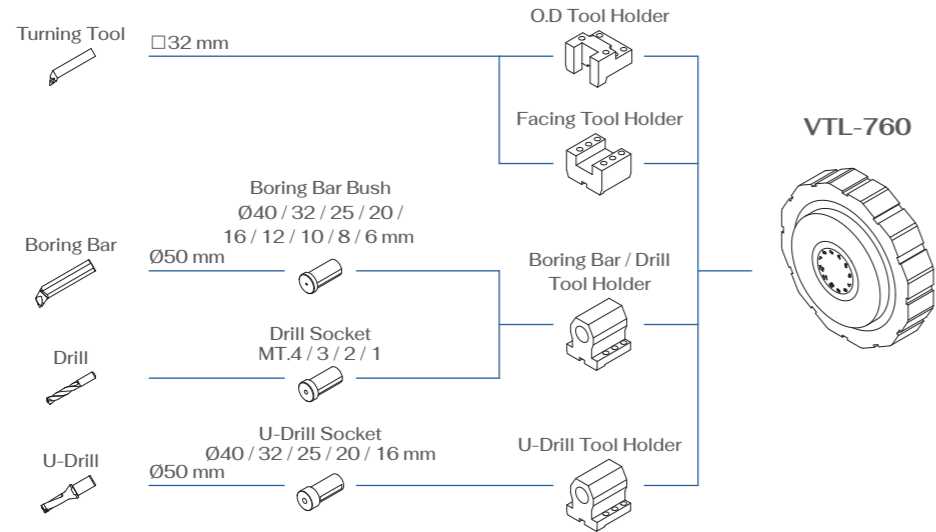 Turning Tool
□32 mm
O.D Tool Holder
Facing Tool Holder
VTL-760
Boring Bar
Ø50 mm
Boring Bar Bush
Ø40 / 32 / 25 / 20 /
16 / 12 / 10 / 8 / 6 mm
Boring Bar / Drill
Tool Holder
Drill
Drill Socket
MT.4 / 3 / 2 / 1
U-Drill
Ø50 mm
U-Drill Socket
Ø40 / 32 / 25 / 20 / 16 mm
U-Drill Tool Holder